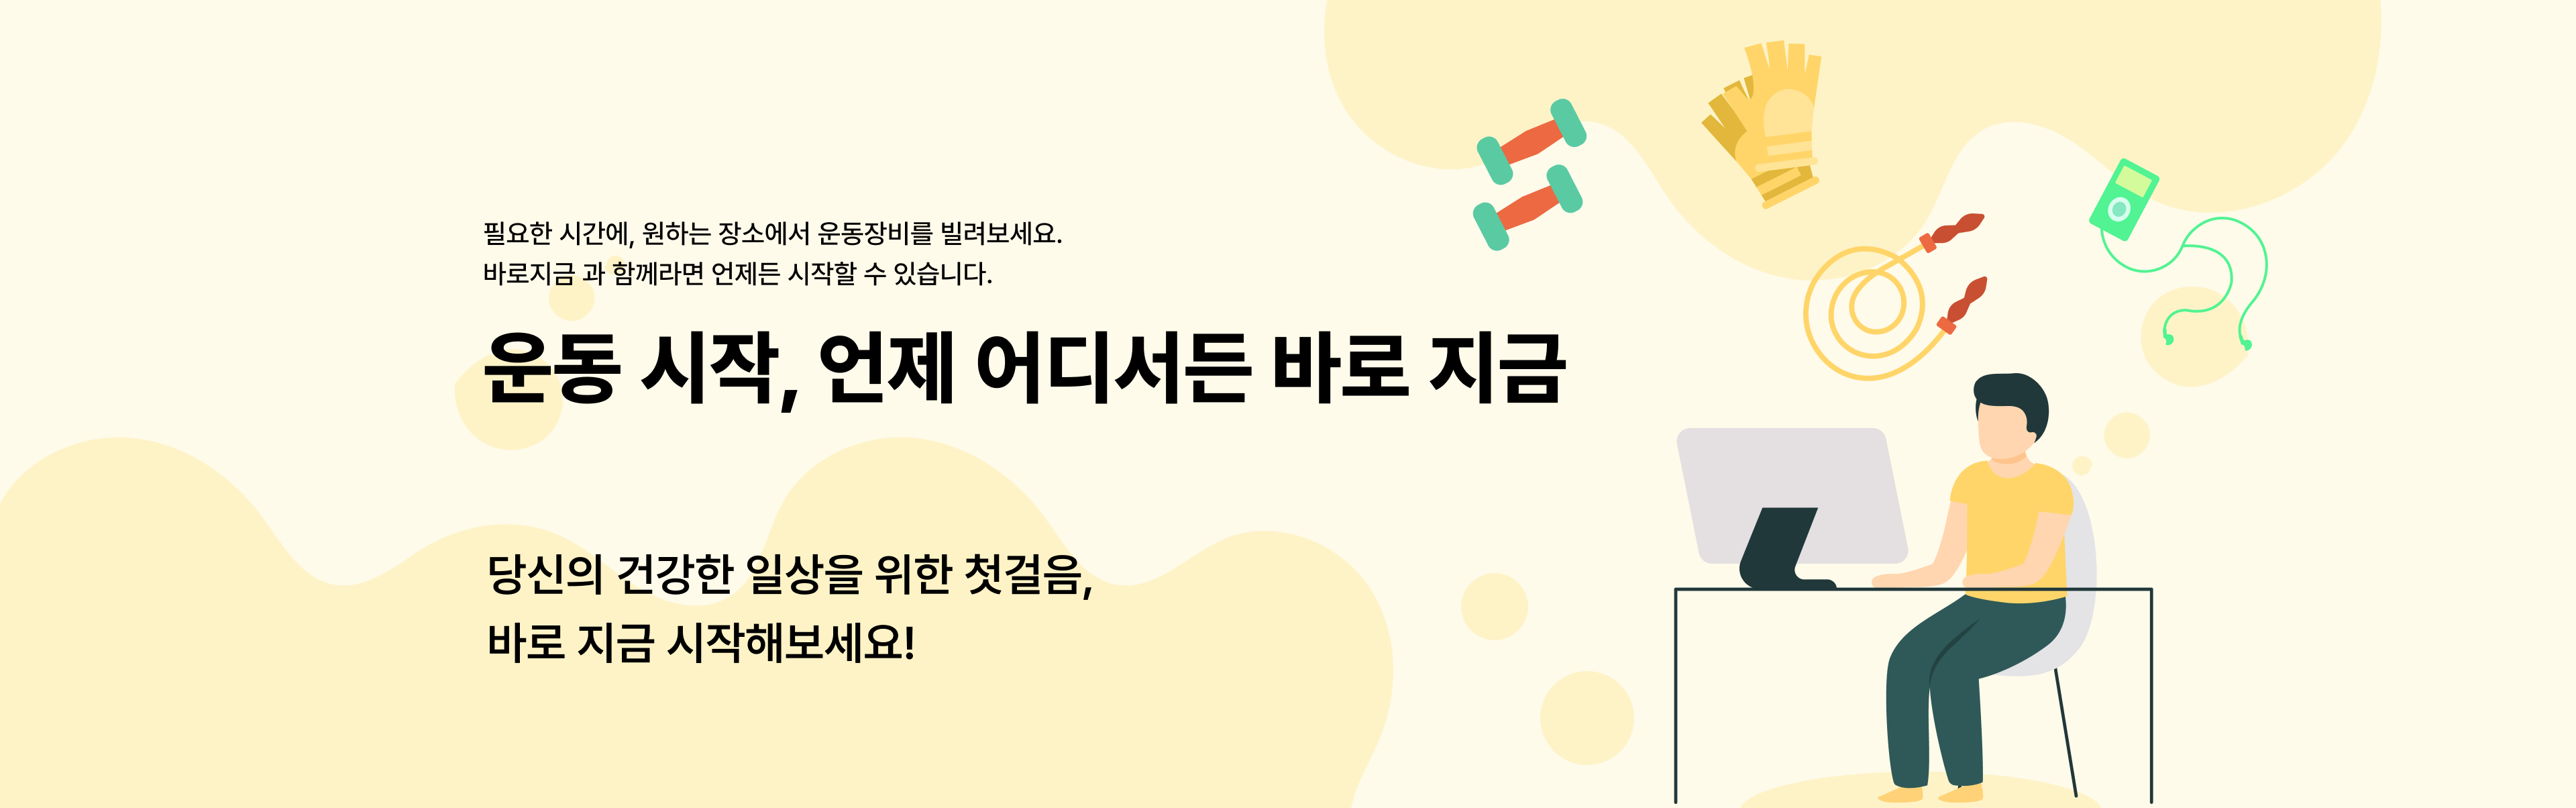 필요한 시간에, 원하는 장소에서 운동장비를 빌려보세요.
바로지금 과 함께라면 언제든 시작할 수 있습니다.
운동 시작, 언제 어디서든 바로 지금
당신의 건강한 일상을 위한 첫걸음,
바로 지금 시작해보세요!